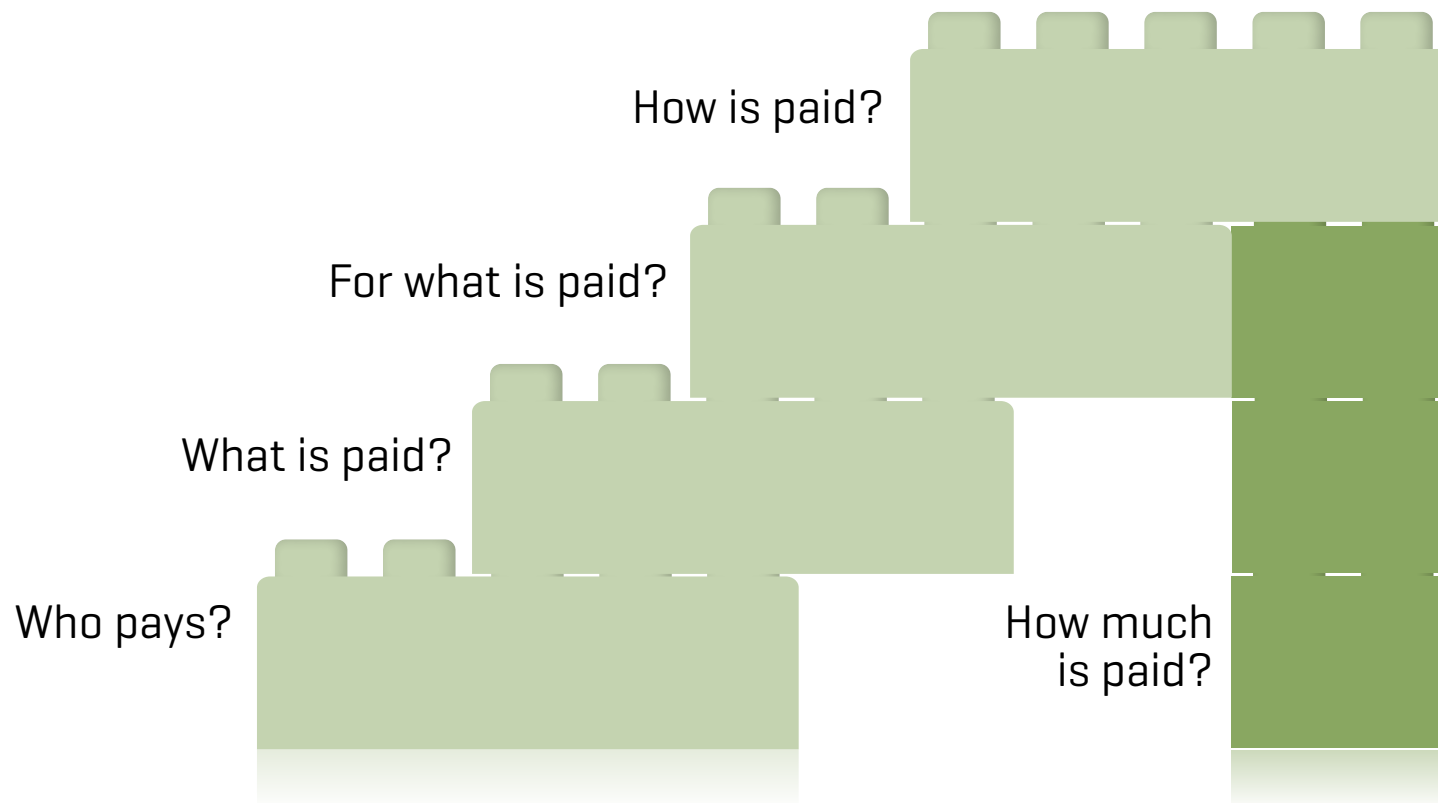 How is paid?
For what is paid?
What is paid?
Who pays?
How much
is paid?